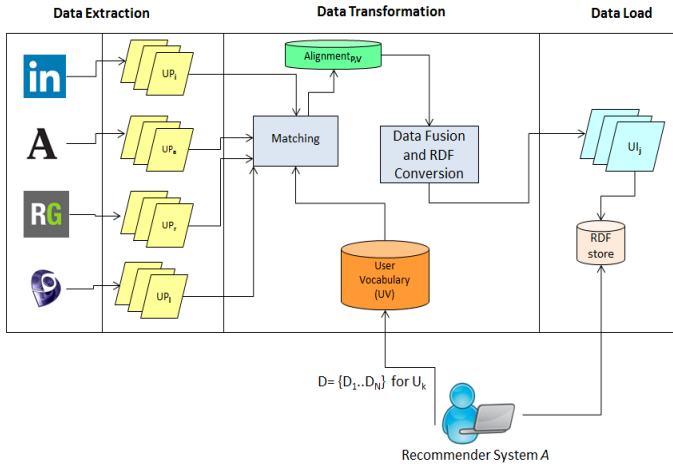 Data Extraction
Data Transformation
Data Load
in
A
RG
UPi
UPa
UPr
UPl
AlignmentP,V
Matching
Data Fusion
and RDF
Conversion
UIj
RDF
store
User
Vocabulary
(UV)
D= {D1..DN} for Uk
Recommender System A